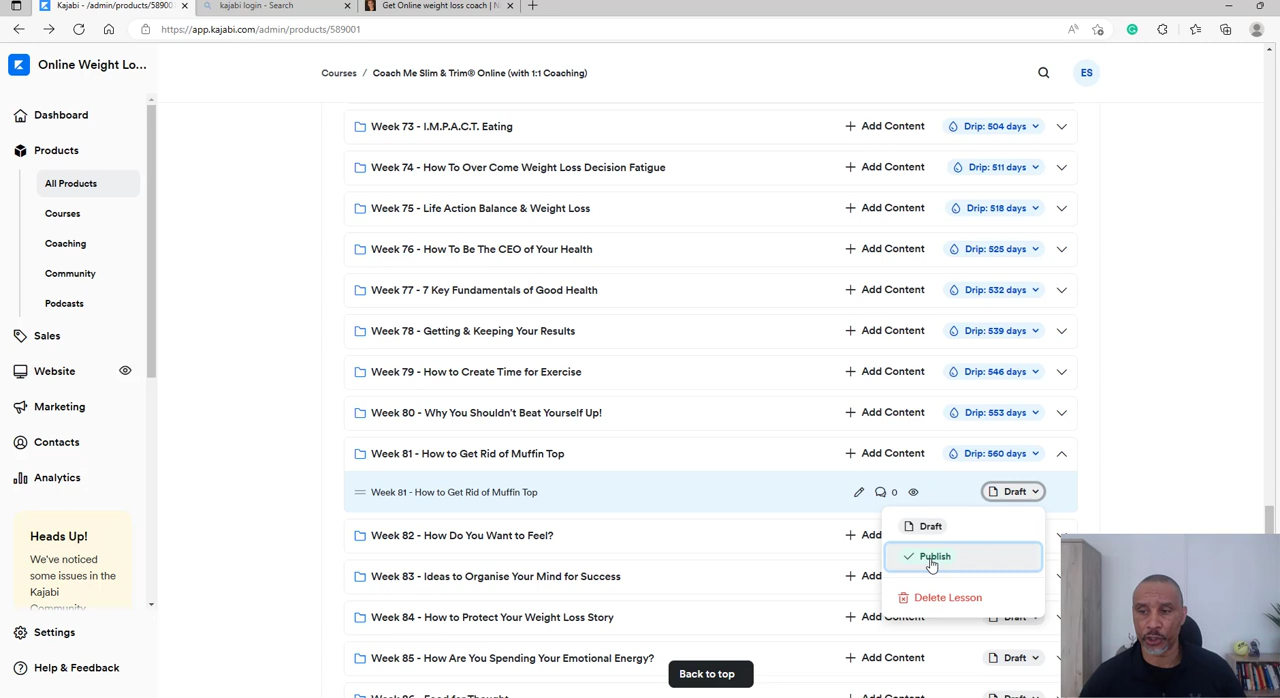 Kajabi - /admin/products/58900
kajabi login - Search
Get Online weight loss coach | N
https://app.kajabi.com/admin/products/589001
Online Weight Lo...
Courses / Coach Me Slim & Trim® Online (with 1:1 Coaching)
ES
Dashboard
Products
All Products
Courses
Coaching
Community
Podcasts
Sales
Website
Marketing
Contacts
Analytics
Heads Up!
We've noticed
some issues in the
Kajabi
Community
Settings
Help & Feedback
Week 73 - I.M.P.A.C.T. Eating + Add Content Drip: 504 days
Week 74 - How To Over Come Weight Loss Decision Fatigue + Add Content Drip: 511 days
Week 75 - Life Action Balance & Weight Loss + Add Content Drip: 518 days
Week 76 - How To Be The CEO of Your Health + Add Content Drip: 525 days
Week 77 - 7 Key Fundamentals of Good Health + Add Content Drip: 532 days
Week 78 - Getting & Keeping Your Results + Add Content Drip: 539 days
Week 79 - How to Create Time for Exercise + Add Content Drip: 546 days
Week 80 - Why You Shouldn't Beat Yourself Up! + Add Content Drip: 553 days
Week 81 - How to Get Rid of Muffin Top + Add Content Drip: 560 days
Week 81 - How to Get Rid of Muffin Top 0 Draft
Draft
Publish
Delete Lesson
Week 82 - How Do You Want to Feel? + Add
Week 83 - Ideas to Organise Your Mind for Success + Add
Week 84 - How to Protect Your Weight Loss Story + Add Content Draft
Week 85 - How Are You Spending Your Emotional Energy? + Add Content Draft
Week 86 - Food for Thought + Add Content Draft
Back to top